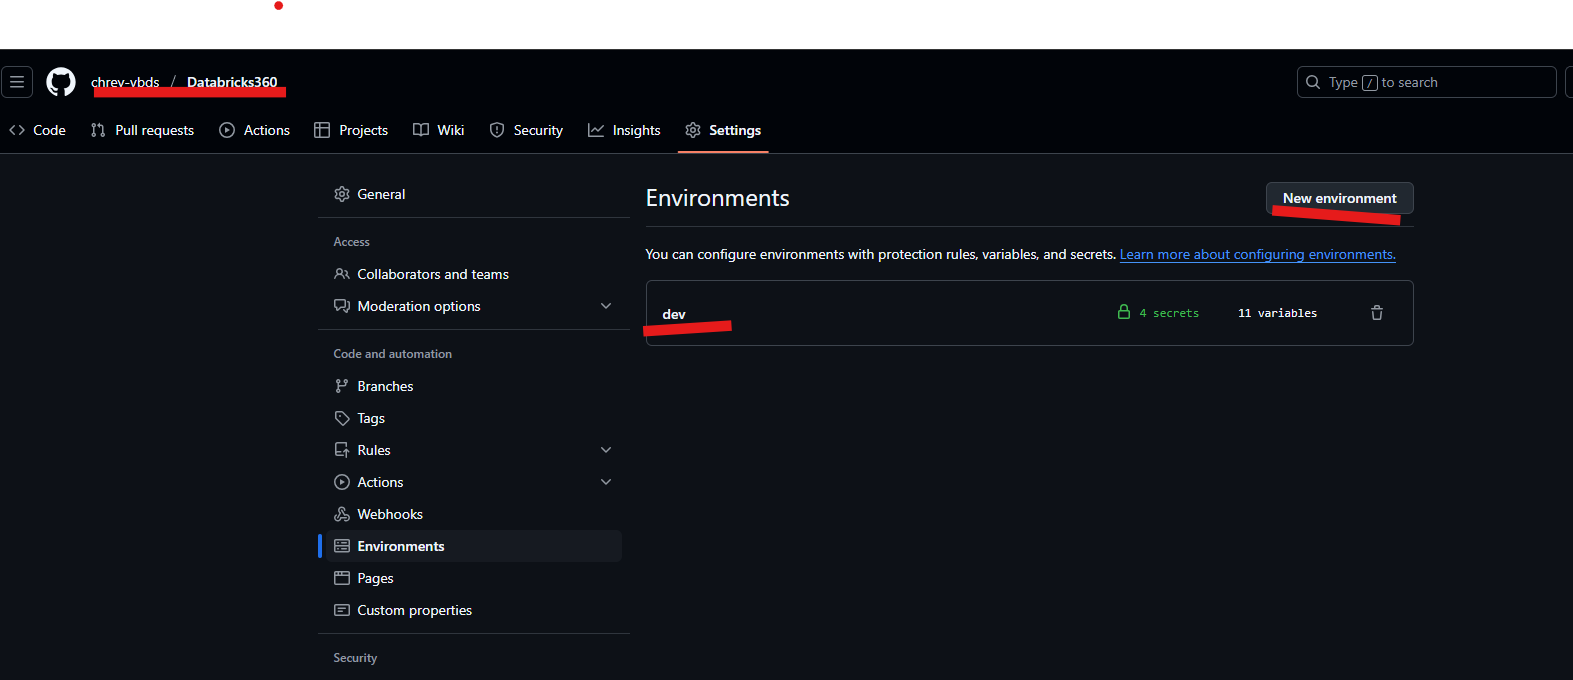 chrev-vbds / Databricks360
Type / to search
Code Pull requests Actions Projects Wiki Security Insights Settings
General
Access
Collaborators and teams
Moderation options
Code and automation
Branches
Tags
Rules
Actions
Webhooks
Environments
Pages
Custom properties
Security
Environments
New environment
You can configure environments with protection rules, variables, and secrets. Learn more about configuring environments.
dev 4 secrets 11 variables